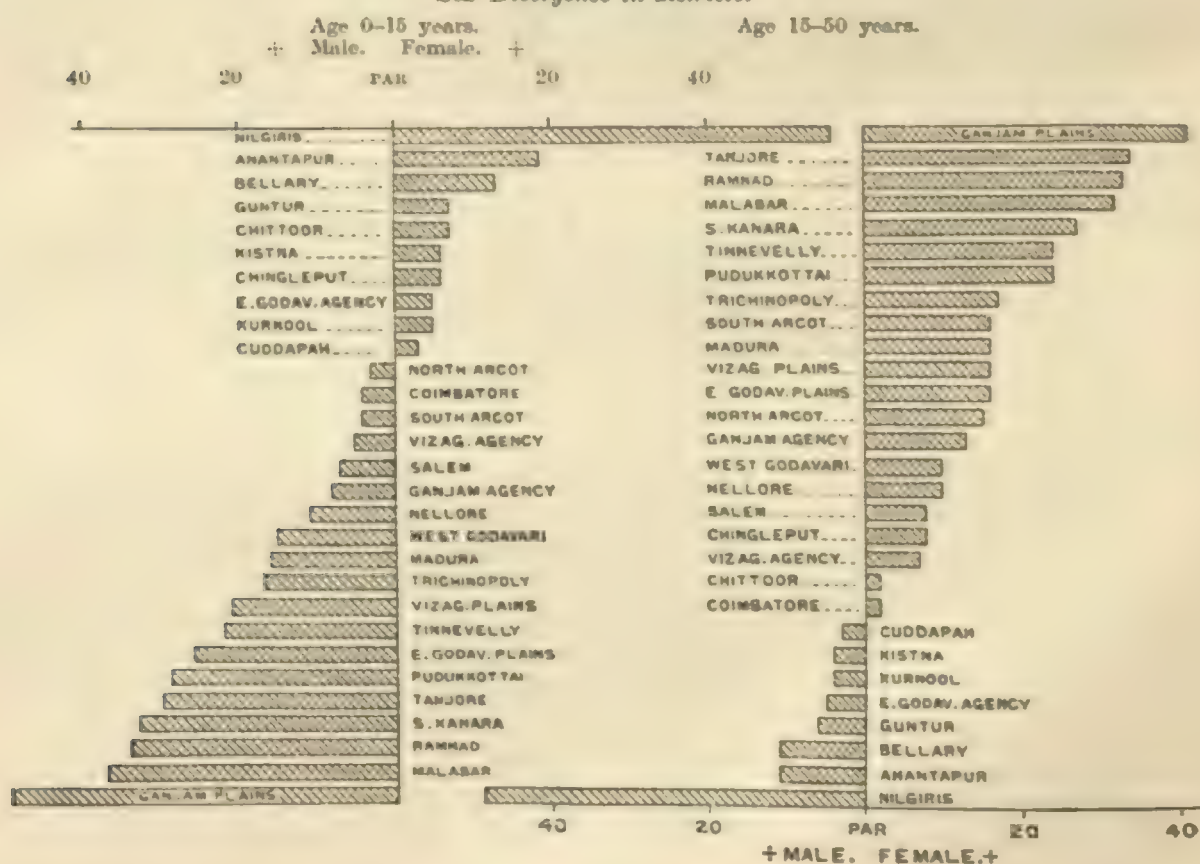 Sex Divergence in districts.
Age 0–15 years.
+ Male. Female. +
40 20 PAR 20
NILGIRIS
ANANTAPUR
BELLARY
GUNTUR
CHITTOOR
KISTNA
CHINGLEPUT
E.GODAV.AGENCY
KURNOOL
CUDDAPAH
NORTH ARCOT
COIMBATORE
SOUTH ARCOT
VIZAG.AGENCY
SALEM
GANJAM AGENCY
NELLORE
WEST GODAVARI
MADURA
TRICHINOPOLY
VIZAG.PLAINS
TINNEVELLY
E.GODAV.PLAINS
PUDUKKOTTAI
TANJORE
S.KANARA
RAMNAD
MALABAR
GANJAM PLAINS
Age 15–50 years.
40
GANJAM PLAINS
TANJORE
RAMNAD
MALABAR
S.KANARA
TINNEVELLY
PUDUKKOTTAI
TRICHINOPOLY
SOUTH ARCOT
MADURA
VIZAG PLAINS
E GODAV.PLAINS
NORTH ARCOT
GANJAM AGENCY
WEST GODAVARI
NELLORE
SALEM
CHINGLEPUT
VIZAG.AGENCY
CHITTOOR
COIMBATORE
CUDDAPAH
KISTNA
KURNOOL
E.GODAV.AGENCY
GUNTUR
BELLARY
ANANTAPUR
NILGIRIS
40 20 PAR 20 40
+MALE. FEMALE.+